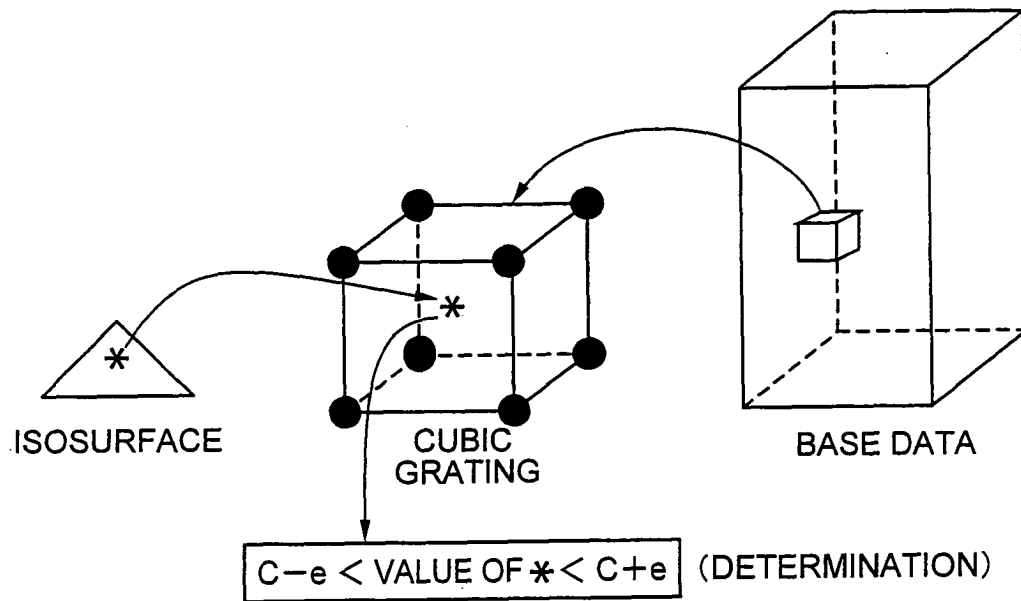 ISOSURFACE
CUBIC
GRATING
BASE DATA
C−e < VALUE OF * < C+e (DETERMINATION)